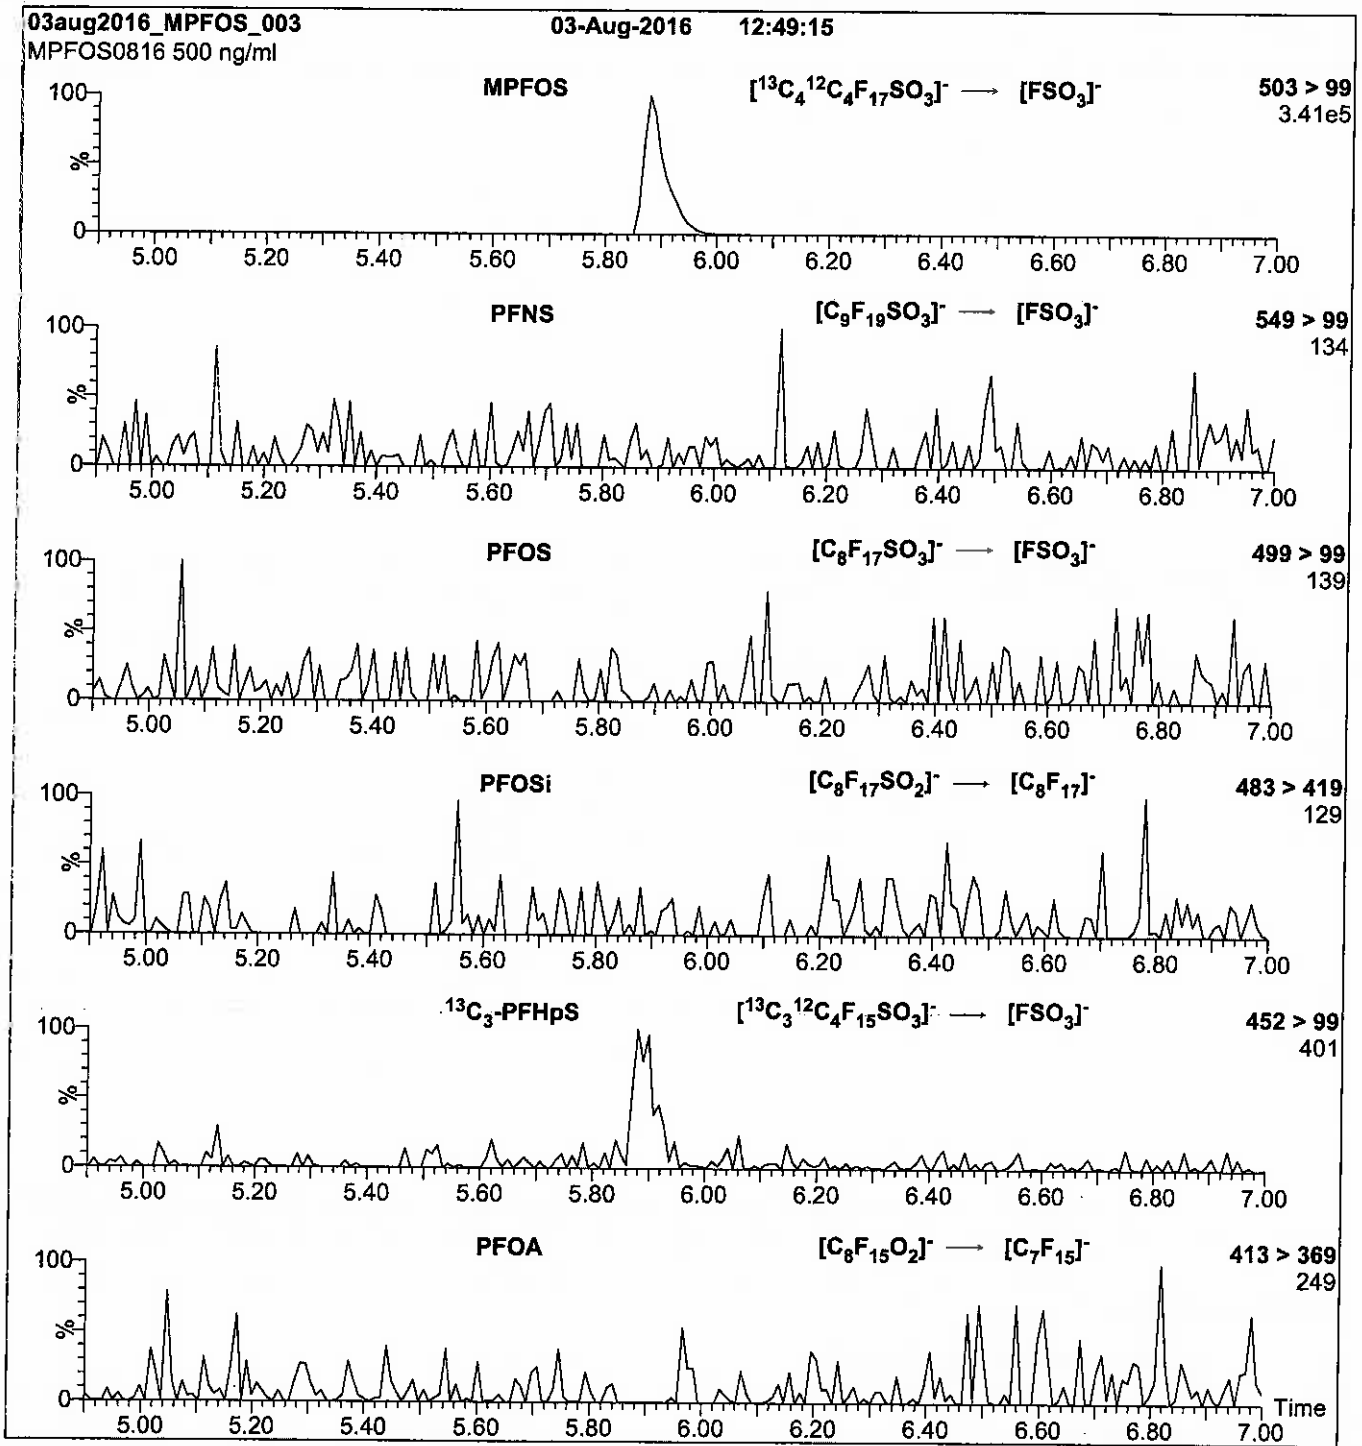 03aug2016_MPFOS_003 03-Aug-2016 12:49:15
MPFOS0816 500 ng/ml
MPFOS [¹³C₄¹²C₄F₁₇SO₃]⁻ → [FSO₃]⁻ 503 > 99
3.41e5
100
%
0
5.00 5.20 5.40 5.60 5.80 6.00 6.20 6.40 6.60 6.80 7.00
PFNS [C₉F₁₉SO₃]⁻ → [FSO₃]⁻ 549 > 99
134
100
%
0
5.00 5.20 5.40 5.60 5.80 6.00 6.20 6.40 6.60 6.80 7.00
PFOS [C₈F₁₇SO₃]⁻ → [FSO₃]⁻ 499 > 99
139
100
%
0
5.00 5.20 5.40 5.60 5.80 6.00 6.20 6.40 6.60 6.80 7.00
PFOSi [C₈F₁₇SO₂]⁻ → [C₈F₁₇]⁻ 483 > 419
129
100
%
0
5.00 5.20 5.40 5.60 5.80 6.00 6.20 6.40 6.60 6.80 7.00
¹³C₃-PFHpS [¹³C₃¹²C₄F₁₅SO₃]⁻ → [FSO₃]⁻ 452 > 99
401
100
%
0
5.00 5.20 5.40 5.60 5.80 6.00 6.20 6.40 6.60 6.80 7.00
PFOA [C₈F₁₅O₂]⁻ → [C₇F₁₅]⁻ 413 > 369
249
100
%
0
Time
5.00 5.20 5.40 5.60 5.80 6.00 6.20 6.40 6.60 6.80 7.00